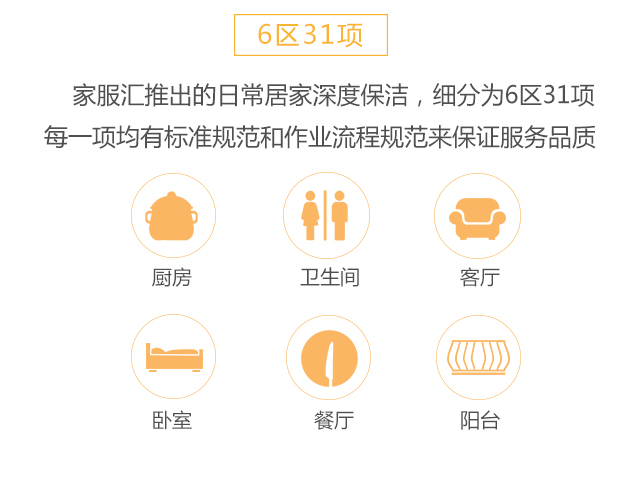 6区31项
家服汇推出的日常居家深度保洁，细分为6区31项
每一项均有标准规范和作业流程规范来保证服务品质
厨房 卫生间 客厅
卧室 餐厅 阳台